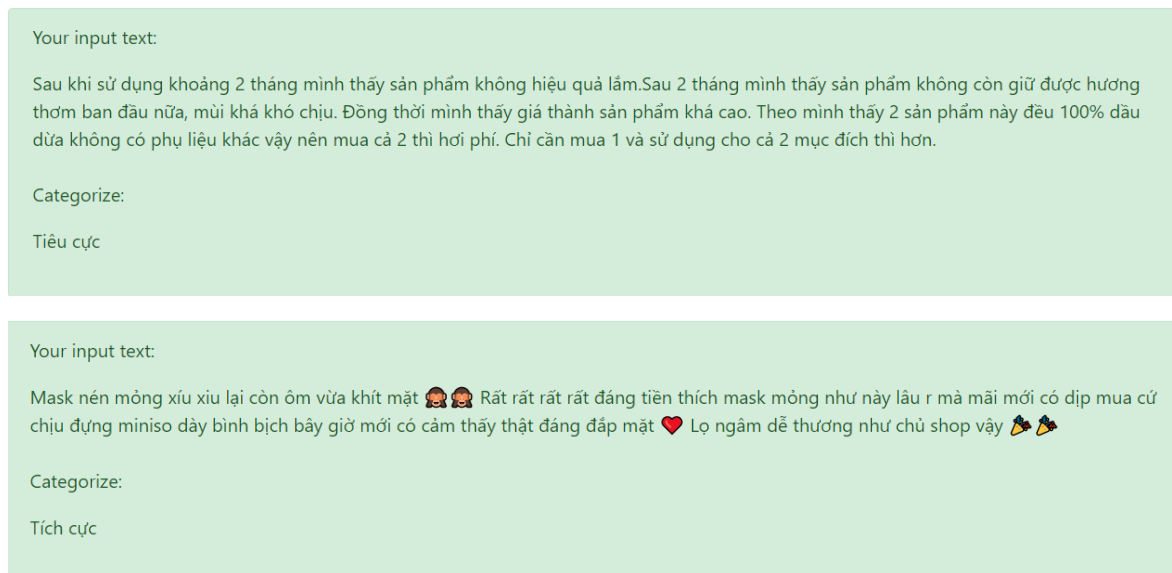 Your input text:
Sau khi sử dụng khoảng 2 tháng mình thấy sản phẩm không hiệu quả lắm.Sau 2 tháng mình thấy sản phẩm không còn giữ được hương
thơm ban đầu nữa, mùi khá khó chịu. Đồng thời mình thấy giá thành sản phẩm khá cao. Theo mình thấy 2 sản phẩm này đều 100% dầu
dừa không có phụ liệu khác vậy nên mua cả 2 thì hơi phí. Chỉ cần mua 1 và sử dụng cho cả 2 mục đích thì hơn.
Categorize:
Tiêu cực
Your input text:
Mask nén mỏng xíu xiu lại còn ôm vừa khít mặt 🙈🙈 Rất rất rất rất đáng tiền thích mask mỏng như này lâu r mà mãi mới có dịp mua cứ
chịu đựng miniso dày bình bịch bây giờ mới có cảm thấy thật đáng đắp mặt ❤️ Lọ ngâm dễ thương như chủ shop vậy 🎉🎉
Categorize:
Tích cực